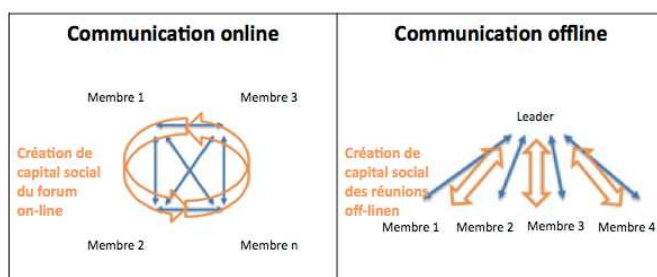 Communication online
Membre 1
Membre 3
Création de
capital social
du forum
on-line
Membre 2
Membre n
Communication offline
Leader
Création de
capital social
des réunions
off-linen
Membre 1
Membre 2
Membre 3
Membre 4